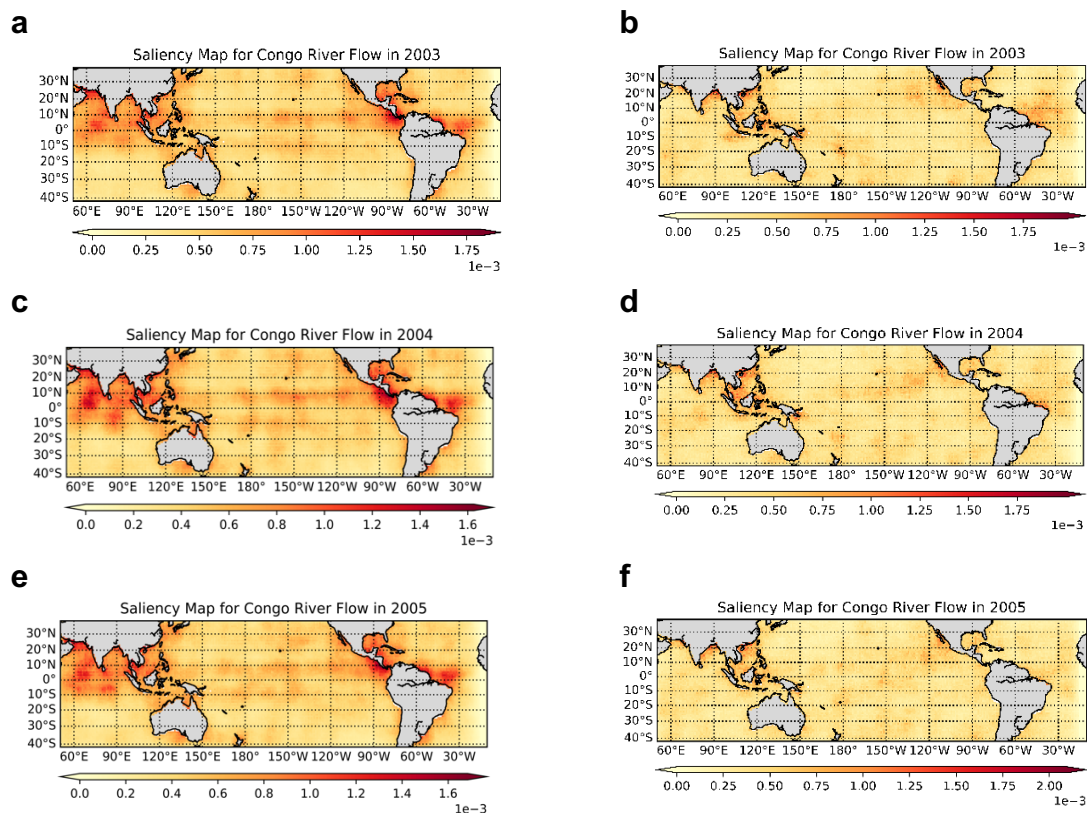 a
Saliency Map for Congo River Flow in 2003
30°N
20°N
10°N
0°
10°S
20°S
30°S
40°S
60°E 90°E 120°E 150°E 180° 150°W 120°W 90°W 60°W 30°W
0.00 0.25 0.50 0.75 1.00 1.25 1.50 1.75
1e−3
b
Saliency Map for Congo River Flow in 2003
30°N
20°N
10°N
0°
10°S
20°S
30°S
40°S
60°E 90°E 120°E 150°E 180° 150°W 120°W 90°W 60°W 30°W
0.00 0.25 0.50 0.75 1.00 1.25 1.50 1.75
1e−3
c
Saliency Map for Congo River Flow in 2004
30°N
20°N
10°N
0°
10°S
20°S
30°S
40°S
60°E 90°E 120°E 150°E 180° 150°W 120°W 90°W 60°W 30°W
0.0 0.2 0.4 0.6 0.8 1.0 1.2 1.4 1.6
1e−3
d
Saliency Map for Congo River Flow in 2004
30°N
20°N
10°N
0°
10°S
20°S
30°S
40°S
60°E 90°E 120°E 150°E 180° 150°W 120°W 90°W 60°W 30°W
0.00 0.25 0.50 0.75 1.00 1.25 1.50 1.75
1e−3
e
Saliency Map for Congo River Flow in 2005
30°N
20°N
10°N
0°
10°S
20°S
30°S
40°S
60°E 90°E 120°E 150°E 180° 150°W 120°W 90°W 60°W 30°W
0.0 0.2 0.4 0.6 0.8 1.0 1.2 1.4 1.6
1e−3
f
Saliency Map for Congo River Flow in 2005
30°N
20°N
10°N
0°
10°S
20°S
30°S
40°S
60°E 90°E 120°E 150°E 180° 150°W 120°W 90°W 60°W 30°W
0.00 0.25 0.50 0.75 1.00 1.25 1.50 1.75 2.00
1e−3